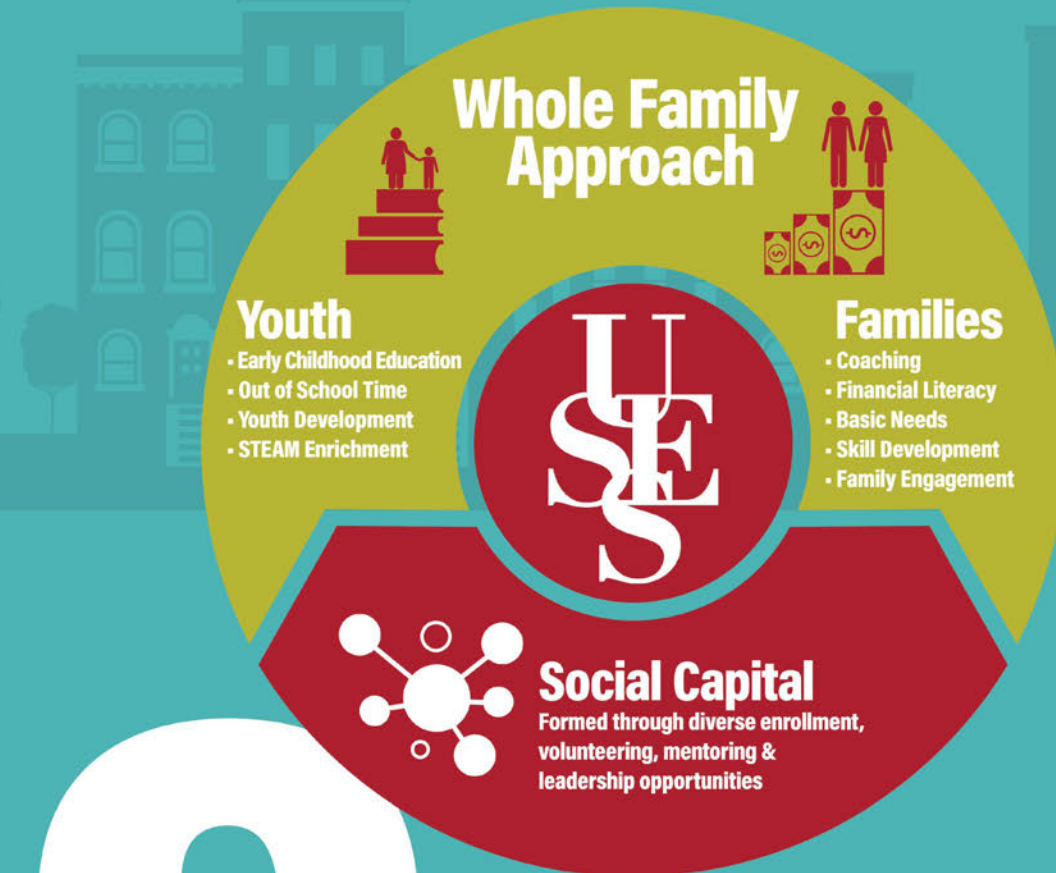 Whole Family
Approach
Youth
▪ Early Childhood Education
▪ Out of School Time
▪ Youth Development
▪ STEAM Enrichment
Families
▪ Coaching
▪ Financial Literacy
▪ Basic Needs
▪ Skill Development
▪ Family Engagement
U
SE
S
Social Capital
Formed through diverse enrollment,
volunteering, mentoring &
leadership opportunities